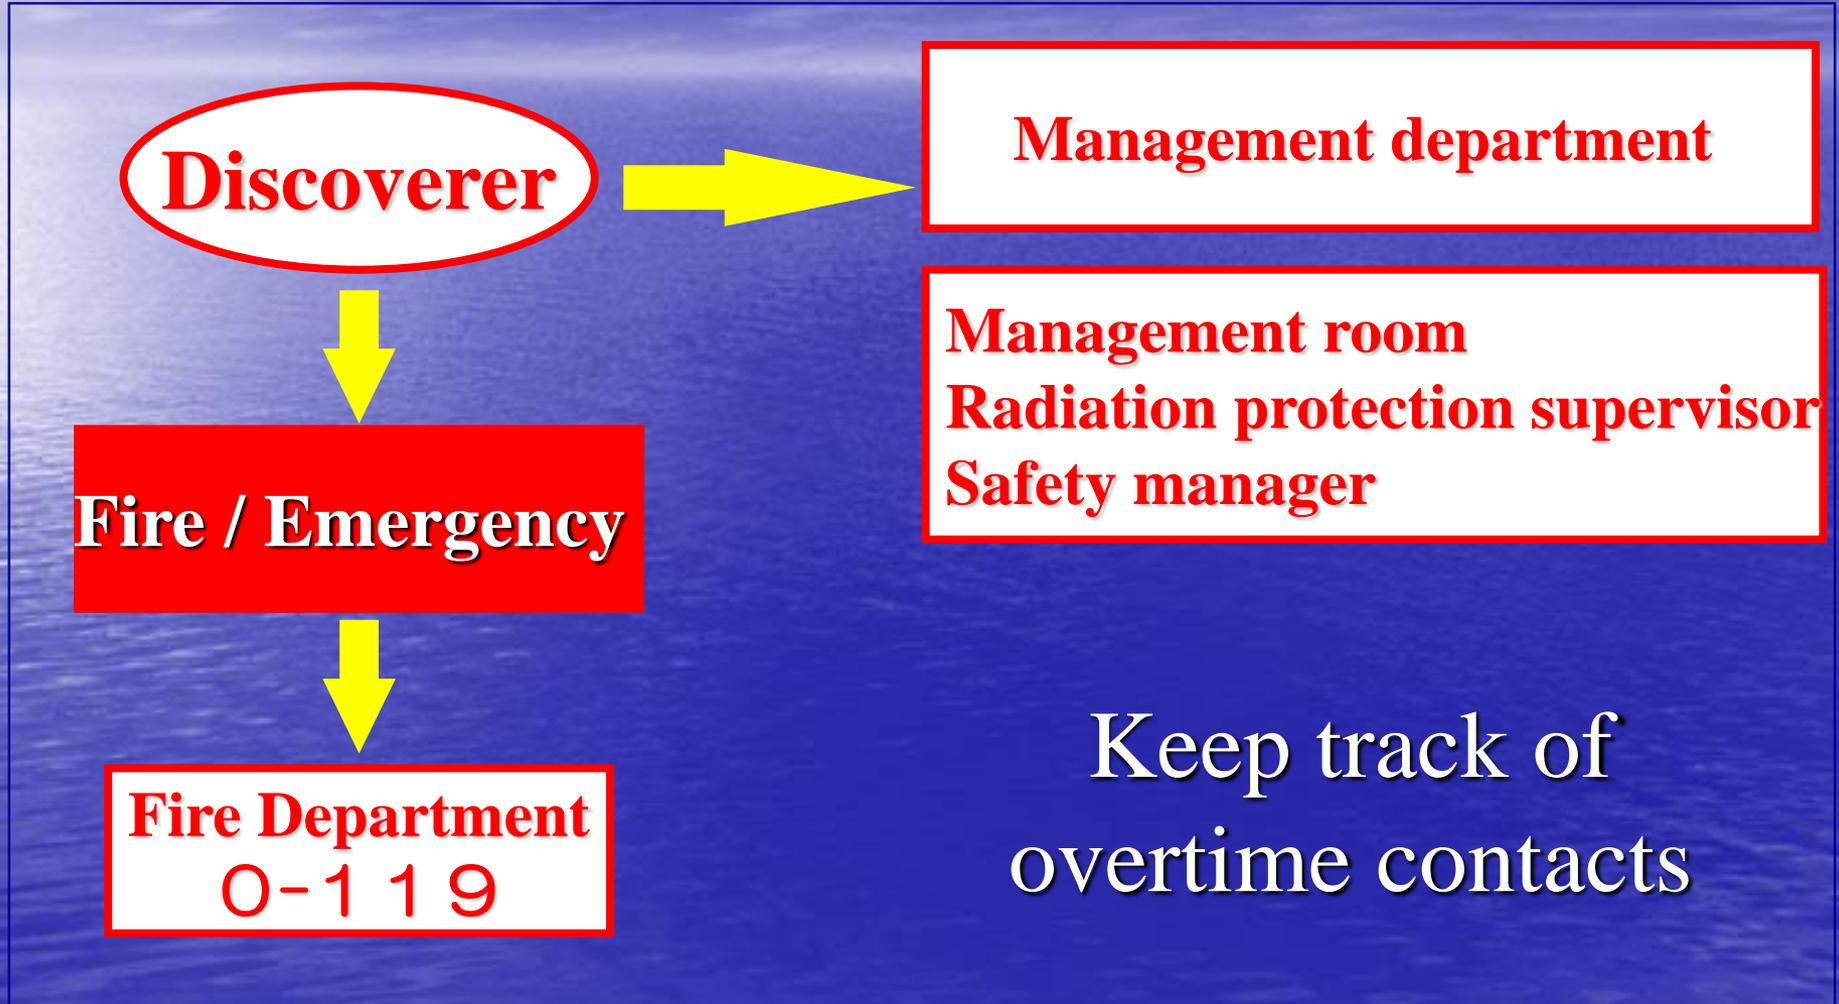 Discoverer
Management department
Management room
Radiation protection supervisor
Safety manager
Fire / Emergency
Fire Department
０-１１９
Keep track of
overtime contacts